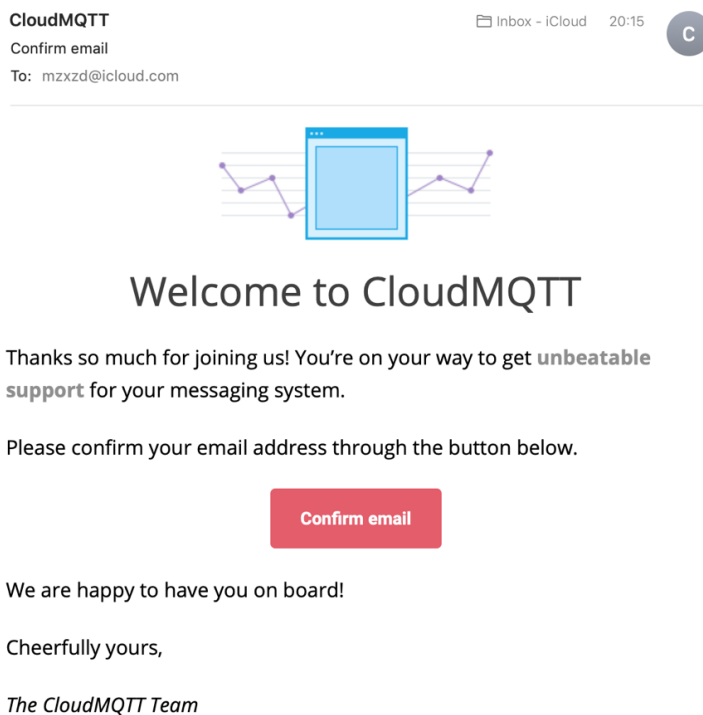 CloudMQTT
Inbox - iCloud 20:15
C
Confirm email
To: mzxzd@icloud.com
Welcome to CloudMQTT
Thanks so much for joining us! You’re on your way to get unbeatable
support for your messaging system.
Please confirm your email address through the button below.
Confirm email
We are happy to have you on board!
Cheerfully yours,
The CloudMQTT Team